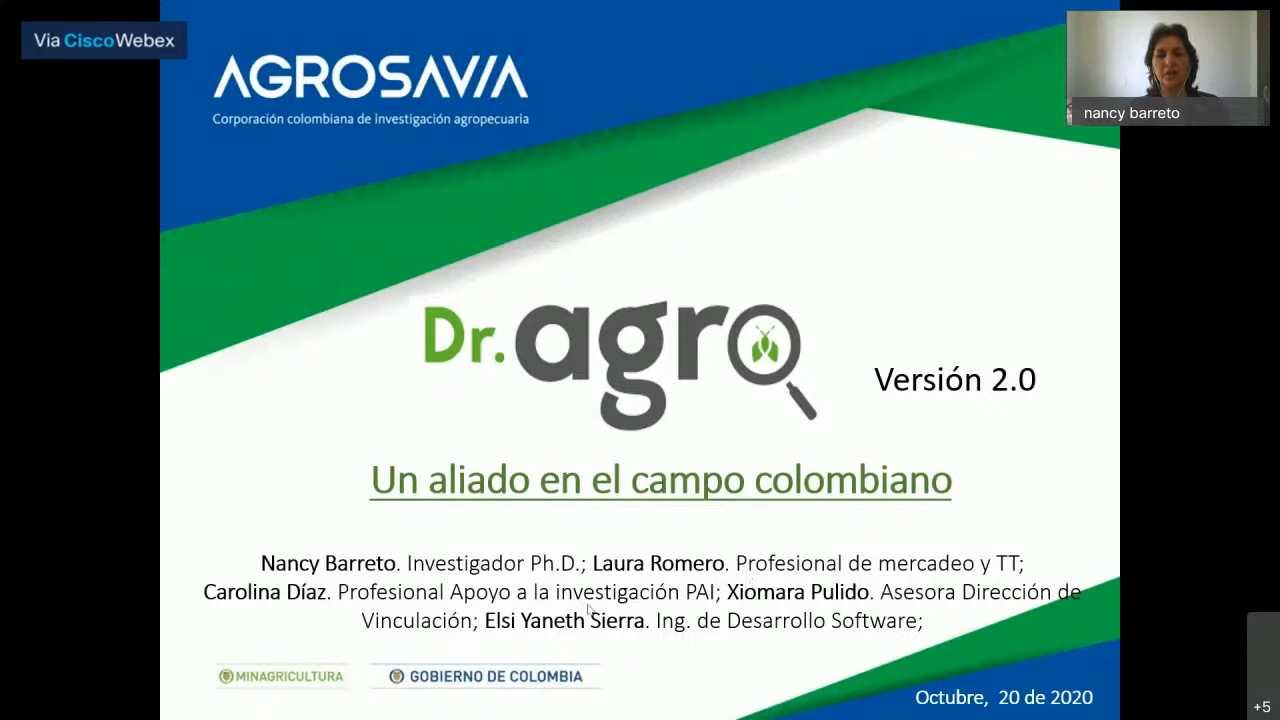 Vía CiscoWebex
AGROSAVIA
Corporación colombiana de investigación agropecuaria
nancy barreto
Dr. agro
Versión 2.0
Un aliado en el campo colombiano
Nancy Barreto. Investigador Ph.D.; Laura Romero. Profesional de mercadeo y TT;
Carolina Díaz. Profesional Apoyo a la investigación PAI; Xiomara Pulido. Asesora Dirección de
Vinculación; Elsi Yaneth Sierra. Ing. de Desarrollo Software;
MINAGRICULTURA
GOBIERNO DE COLOMBIA
Octubre, 20 de 2020
+5